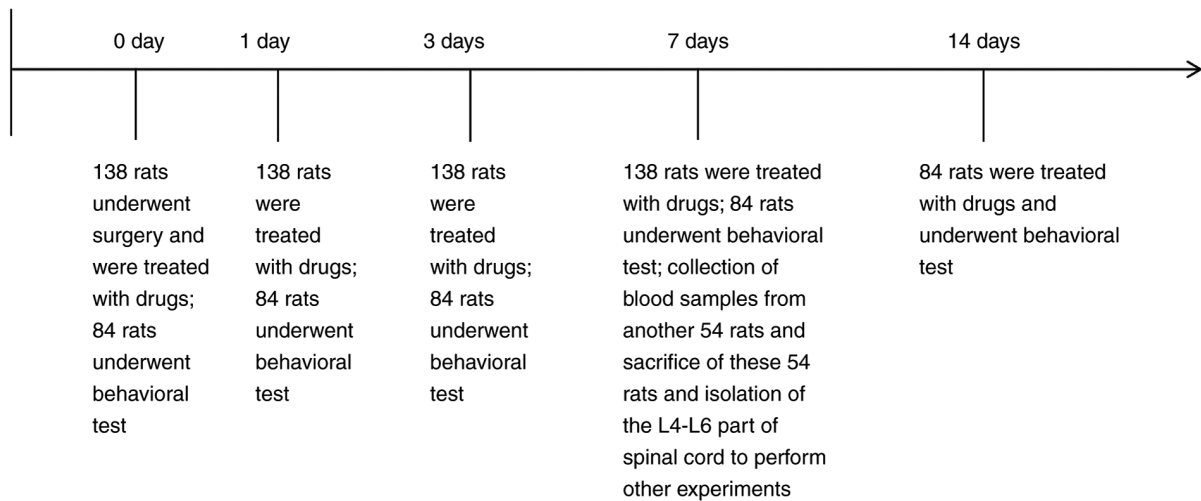 0 day
1 day
3 days
7 days
14 days
138 rats
underwent
surgery and
were treated
with drugs;
84 rats
underwent
behavioral
test
138 rats
were
treated
with drugs;
84 rats
underwent
behavioral
test
138 rats
were
treated
with drugs;
84 rats
underwent
behavioral
test
138 rats were treated
with drugs; 84 rats
underwent behavioral
test; collection of
blood samples from
another 54 rats and
sacrifice of these 54
rats and isolation of
the L4-L6 part of
spinal cord to perform
other experiments
84 rats were treated
with drugs and
underwent behavioral
test